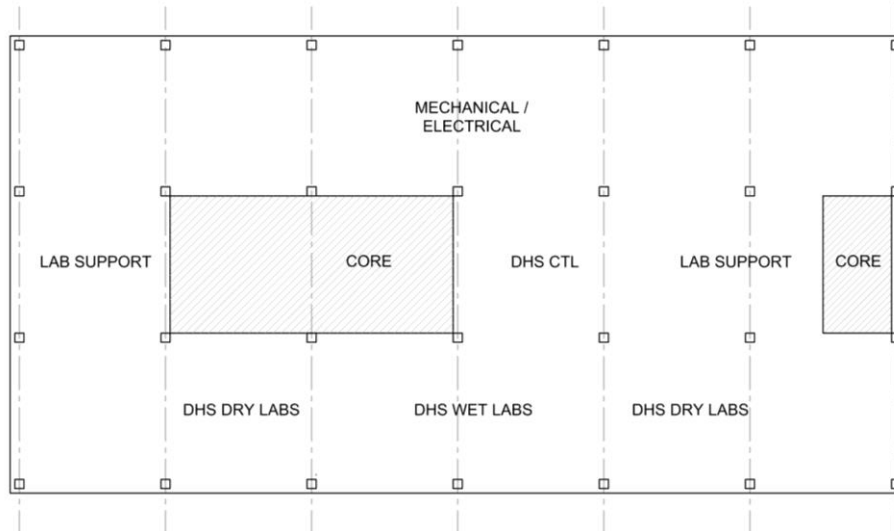 MECHANICAL /
ELECTRICAL
LAB SUPPORT
CORE
DHS CTL
LAB SUPPORT
CORE
DHS DRY LABS
DHS WET LABS
DHS DRY LABS